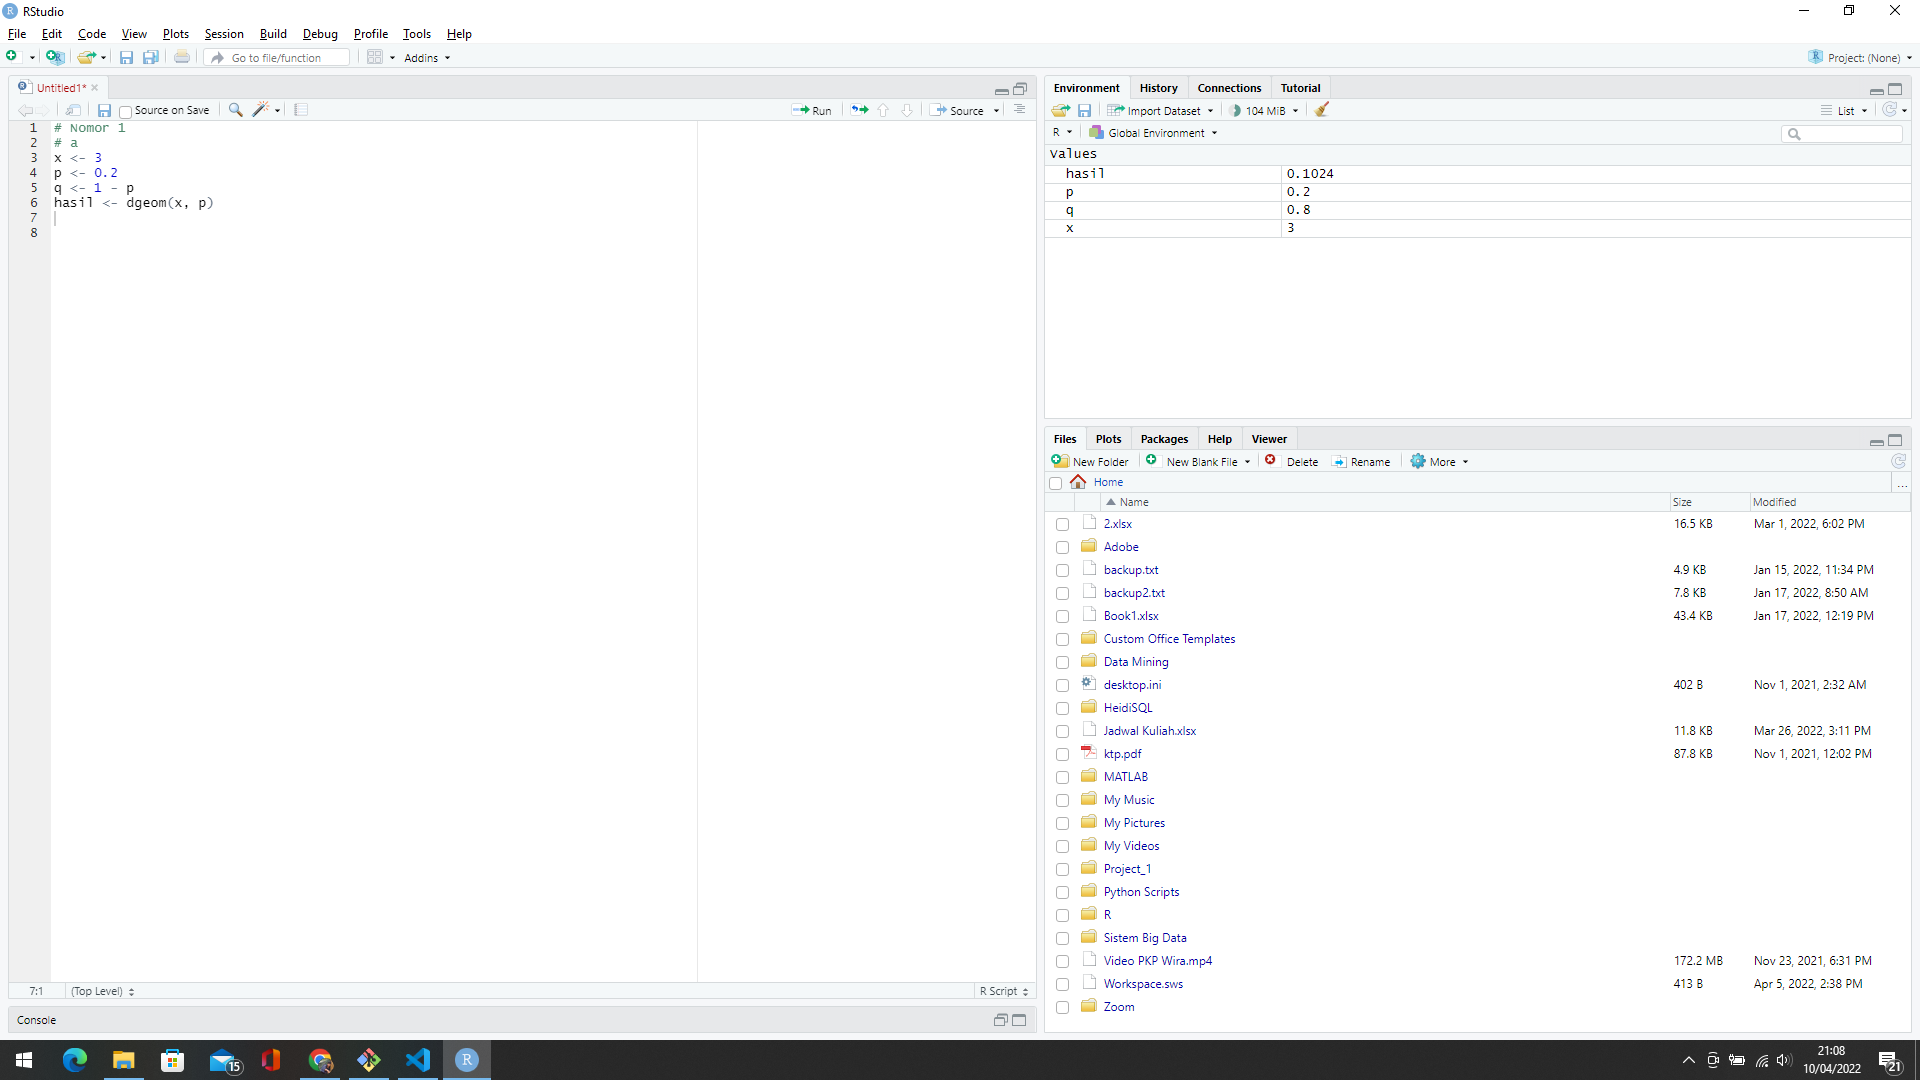 RStudio
File Edit Code View Plots Session Build Debug Profile Tools Help
Go to file/function Addins Project: (None)
Untitled1*
Source on Save Run Source
1 # Nomor 1
2 # a
3 x <- 3
4 p <- 0.2
5 q <- 1 - p
6 hasil <- dgeom(x, p)
7
8
7:1 (Top Level) R Script
Console
Environment History Connections Tutorial
Import Dataset 104 MiB List
R Global Environment
Values
hasil 0.1024
p 0.2
q 0.8
x 3
Files Plots Packages Help Viewer
New Folder New Blank File Delete Rename More
Home ...
Name Size Modified
2.xlsx 16.5 KB Mar 1, 2022, 6:02 PM
Adobe
backup.txt 4.9 KB Jan 15, 2022, 11:34 PM
backup2.txt 7.8 KB Jan 17, 2022, 8:50 AM
Book1.xlsx 43.4 KB Jan 17, 2022, 12:19 PM
Custom Office Templates
Data Mining
desktop.ini 402 B Nov 1, 2021, 2:32 AM
HeidiSQL
Jadwal Kuliah.xlsx 11.8 KB Mar 26, 2022, 3:11 PM
ktp.pdf 87.8 KB Nov 1, 2021, 12:02 PM
MATLAB
My Music
My Pictures
My Videos
Project_1
Python Scripts
R
Sistem Big Data
Video PKP Wira.mp4 172.2 MB Nov 23, 2021, 6:31 PM
Workspace.sws 413 B Apr 5, 2022, 2:38 PM
Zoom
15 R 21:08
10/04/2022 21